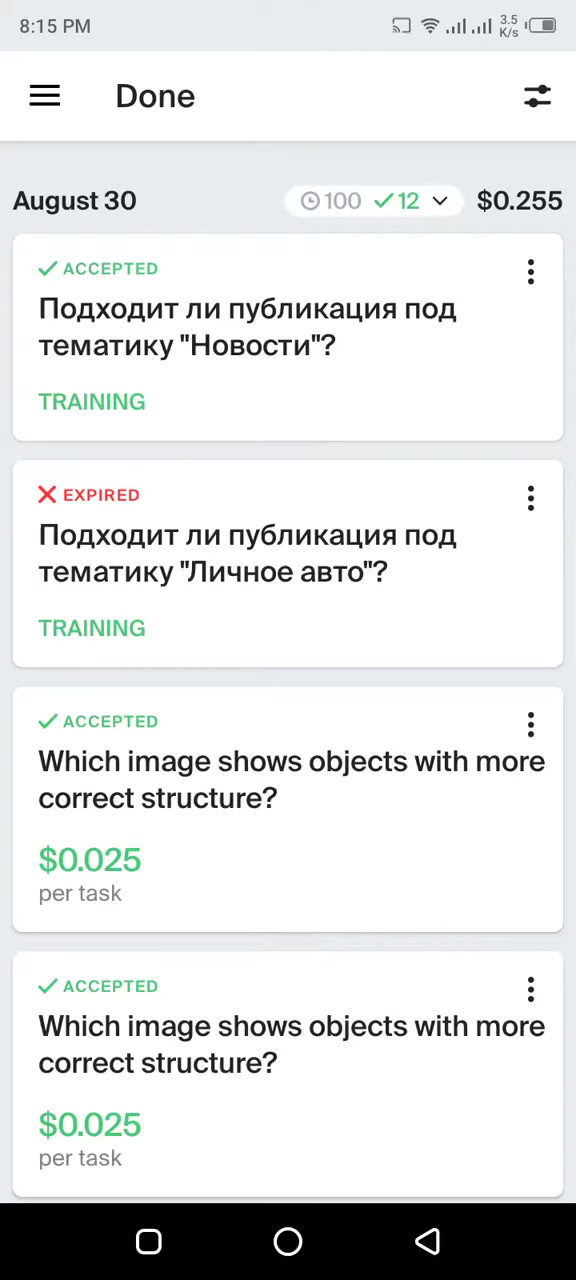 8:15 PM 3.5 K/s
Done
August 30 100 12 $0.255
ACCEPTED
Подходит ли публикация под
тематику "Новости"?
TRAINING
EXPIRED
Подходит ли публикация под
тематику "Личное авто"?
TRAINING
ACCEPTED
Which image shows objects with more
correct structure?
$0.025
per task
ACCEPTED
Which image shows objects with more
correct structure?
$0.025
per task